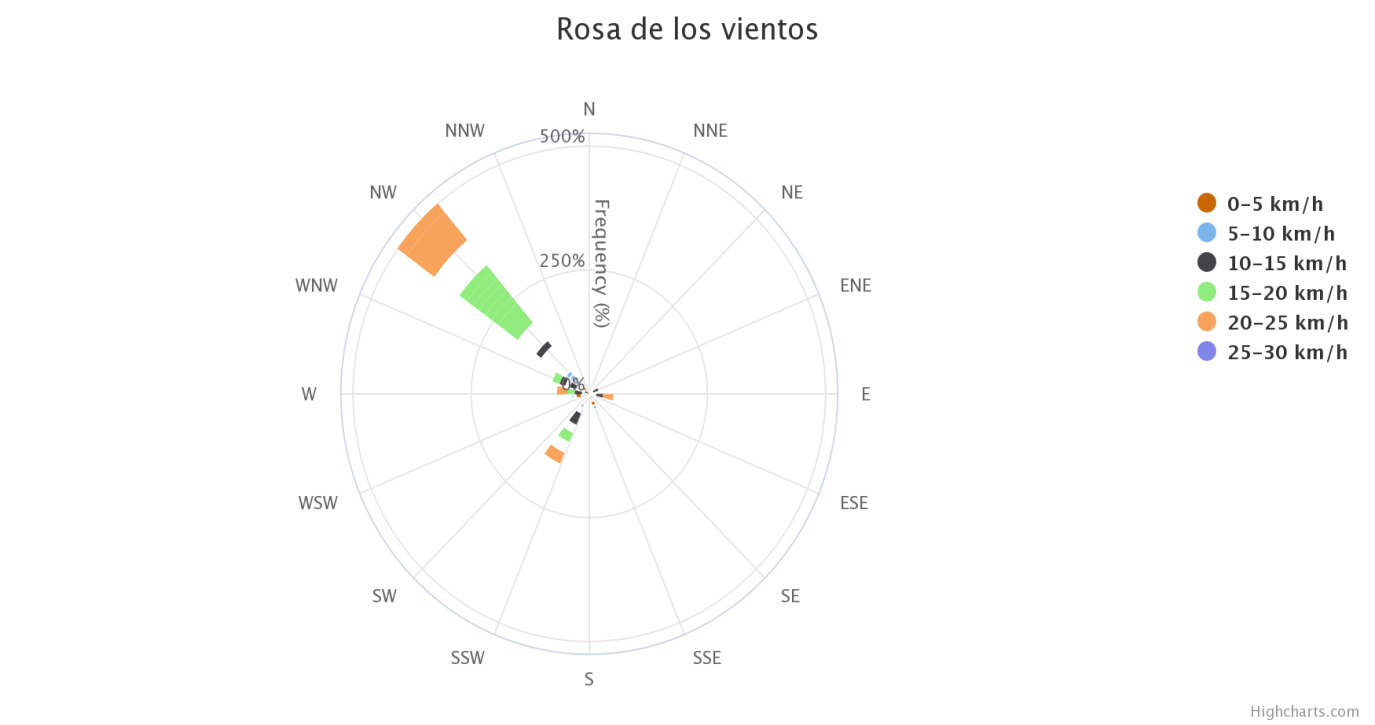 Rosa de los vientos
N
NNE
NE
ENE
E
ESE
SE
SSE
S
SSW
SW
WSW
W
WNW
NW
NNW
500%
250%
0%
Frequency (%)
0–5 km/h
5–10 km/h
10–15 km/h
15–20 km/h
20–25 km/h
25–30 km/h
Highcharts.com